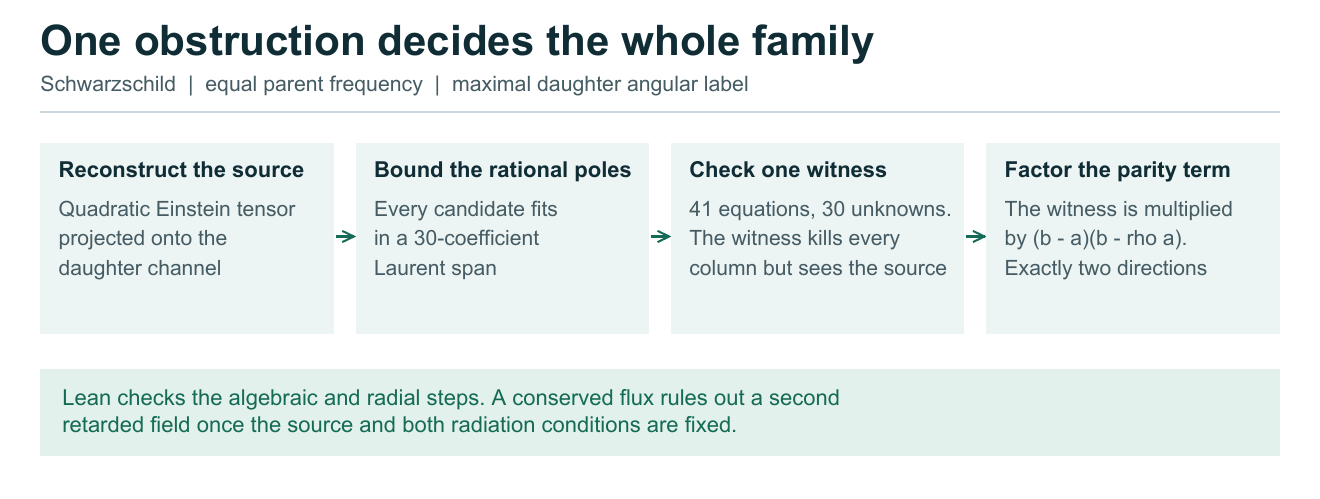 One obstruction decides the whole family
Schwarzschild | equal parent frequency | maximal daughter angular label
Reconstruct the source
Quadratic Einstein tensor
projected onto the
daughter channel
Bound the rational poles
Every candidate fits
in a 30-coefficient
Laurent span
Check one witness
41 equations, 30 unknowns.
The witness kills every
column but sees the source
Factor the parity term
The witness is multiplied
by (b - a)(b - rho a).
Exactly two directions
Lean checks the algebraic and radial steps. A conserved flux rules out a second
retarded field once the source and both radiation conditions are fixed.